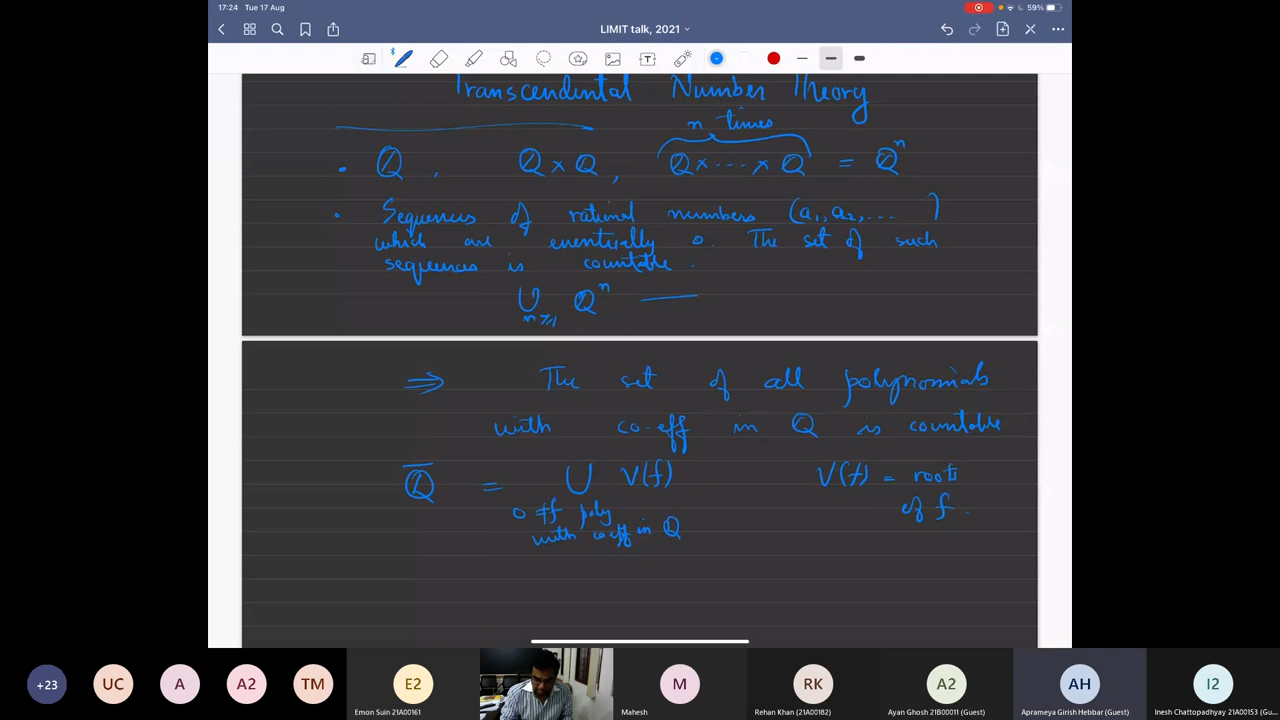 17:24 Tue 17 Aug
59%
LIMIT talk, 2021
Transcendental Number Theory
n times
• Q, Q × Q, Q × ··· × Q = Qⁿ
• Sequences of rational numbers (a₁, a₂, ... )
which are eventually 0. The set of such
sequences is countable.
⋃ Qⁿ —
n ≥ 1
⇒ The set of all polynomials
with co-eff in Q is countable
Q̅ = ⋃ V(f) V(f) = roots
0 ≠ f poly of f.
with coeff in Q
+23 UC A A2 TM E2 M RK A2 AH I2
Emon Suin 21A00161 Mahesh Rehan Khan (21A00182) Ayan Ghosh 21B00011 (Guest) Aprameya Girish Hebbar (Guest) Inesh Chattopadhyay 21A00153 (Gu...